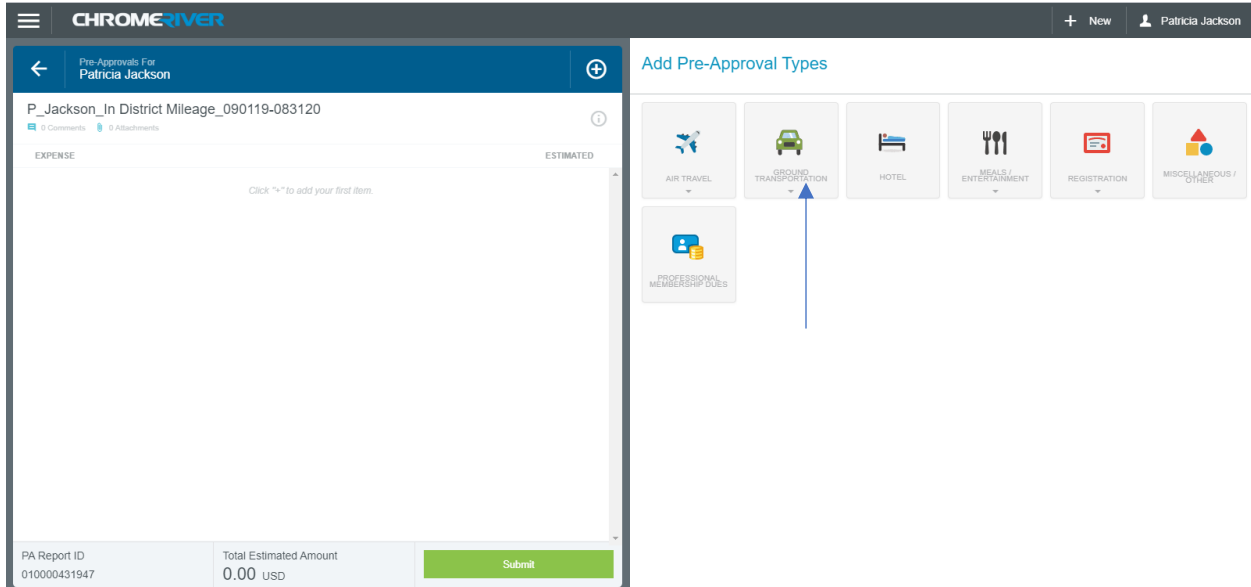 CHROMERIVER
+ New
Patricia Jackson
Pre-Approvals For
Patricia Jackson
P_Jackson_In District Mileage_090119-083120
0 Comments 0 Attachments
EXPENSE ESTIMATED
Click "+" to add your first item.
PA Report ID
010000431947
Total Estimated Amount
0.00 USD
Submit
Add Pre-Approval Types
AIR TRAVEL
GROUND
TRANSPORTATION
HOTEL
MEALS /
ENTERTAINMENT
REGISTRATION
MISCELLANEOUS /
OTHER
PROFESSIONAL
MEMBERSHIP DUES